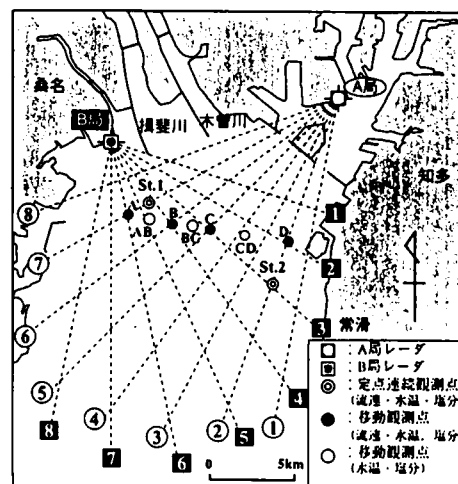 A局
桑名
B局
揖斐川
木曽川
知多
St.1
A
AB
B
BC
C
CD
D
St.2
常滑
1
2
3
4
5
6
7
8
①
②
③
④
⑤
⑥
⑦
⑧
0 5km
: A局レーダ
: B局レーダ
: 定点連続観測点
(流速・水温・塩分)
: 移動観測点
(流速・水温、塩分)
: 移動観測点
(水温・塩分)